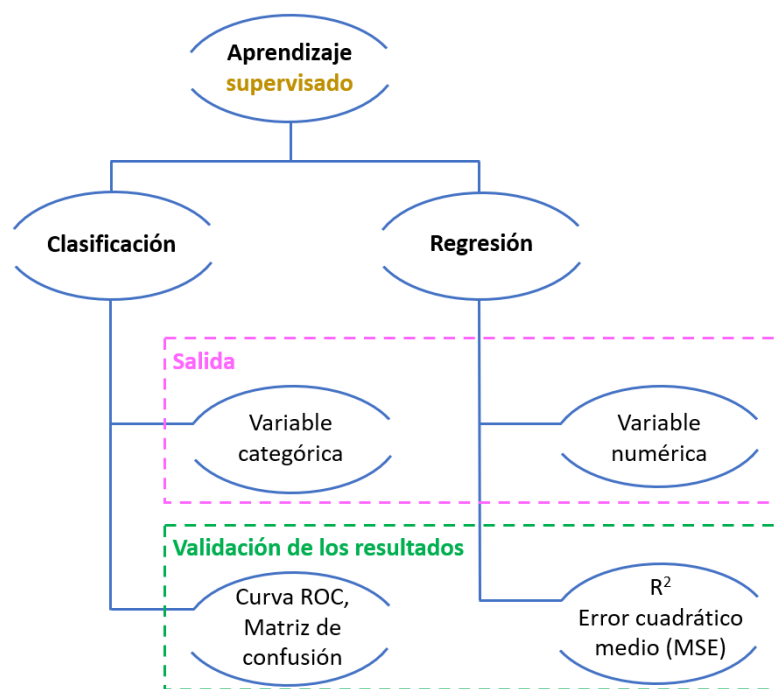 Aprendizaje
supervisado
Clasificación
Regresión
Salida
Variable
categórica
Variable
numérica
Validación de los resultados
Curva ROC,
Matriz de
confusión
R²
Error cuadrático
medio (MSE)